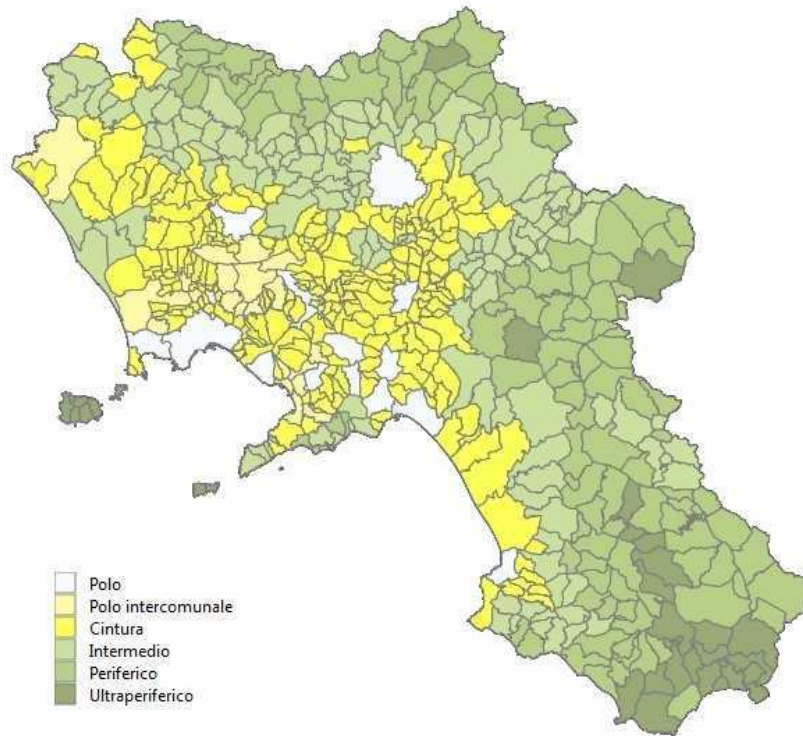 Polo
Polo intercomunale
Cintura
Intermedio
Periferico
Ultraperiferico